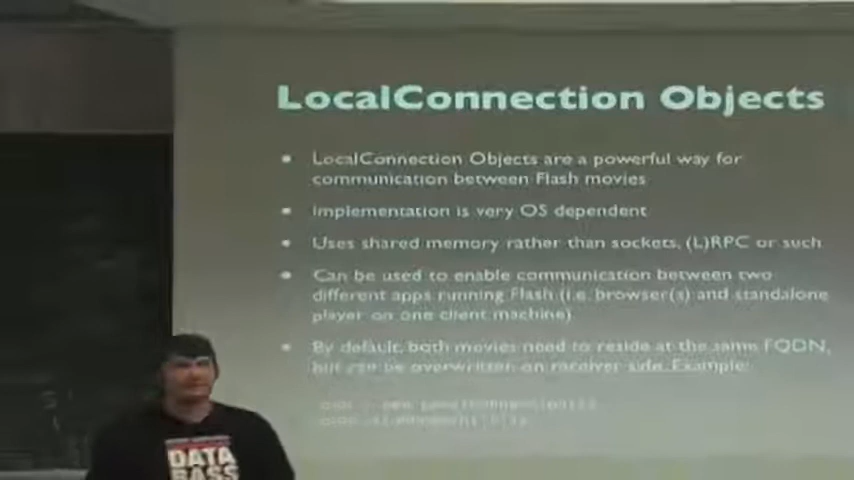 LocalConnection Objects
• LocalConnection Objects are a powerful way for
communication between Flash movies
• Implementation is very OS dependent
• Uses shared memory rather than sockets, (L)RPC or such
• Can be used to enable communication between two
different apps running Flash (i.e. browser(s) and standalone
player on one client machine)
• By default, both movies need to reside at the same FQDN,
but can be overwritten on receiver side. Example:
DATA
BASS